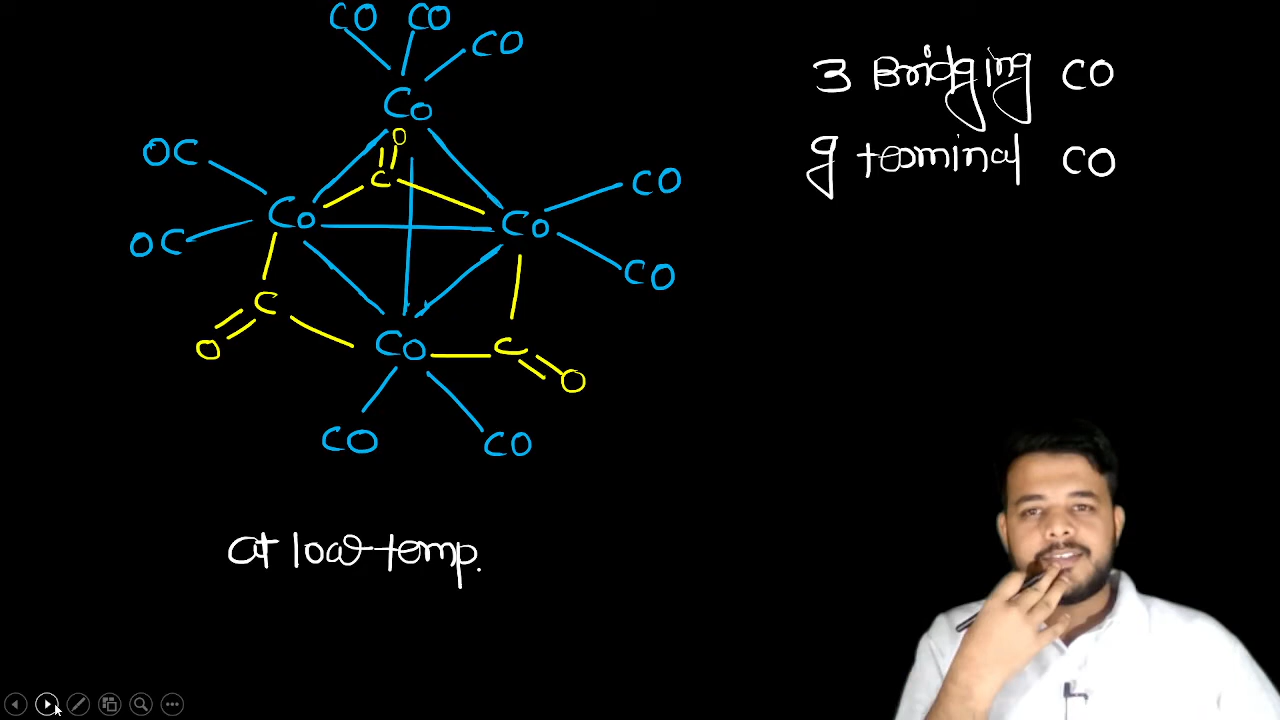 CO CO CO
3 Bridging CO
Co
O
OC
9 terminal CO
C
CO
Co
Co
OC
CO
C
O
Co
C
O
CO
CO
at low temp.